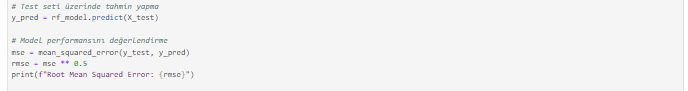 # Test seti üzerinde tahmin yapma
y_pred = rf_model.predict(X_test)
# Model performansını değerlendirme
mse = mean_squared_error(y_test, y_pred)
rmse = mse ** 0.5
print(f"Root Mean Squared Error: {rmse}")